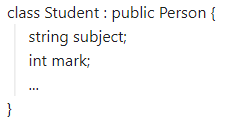 class Student : public Person {
string subject;
int mark;
...
}